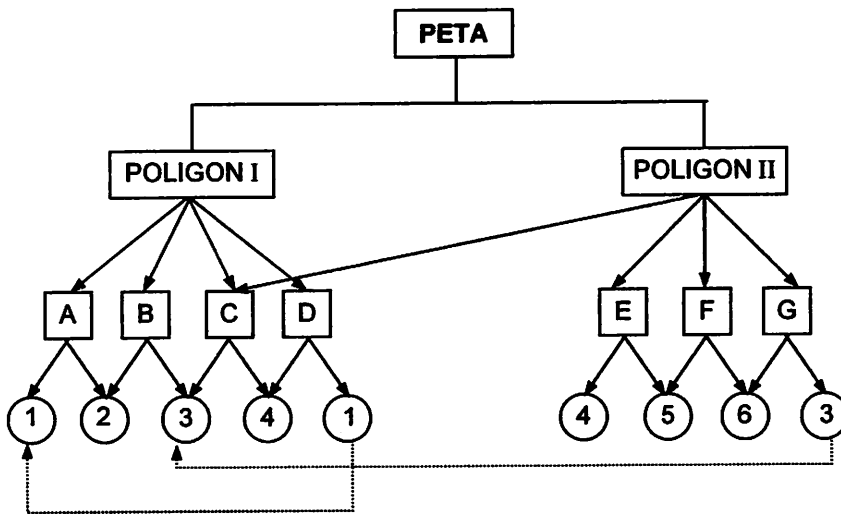 PETA
POLIGON I
POLIGON II
A B C D E F G
1 2 3 4 1 4 5 6 3